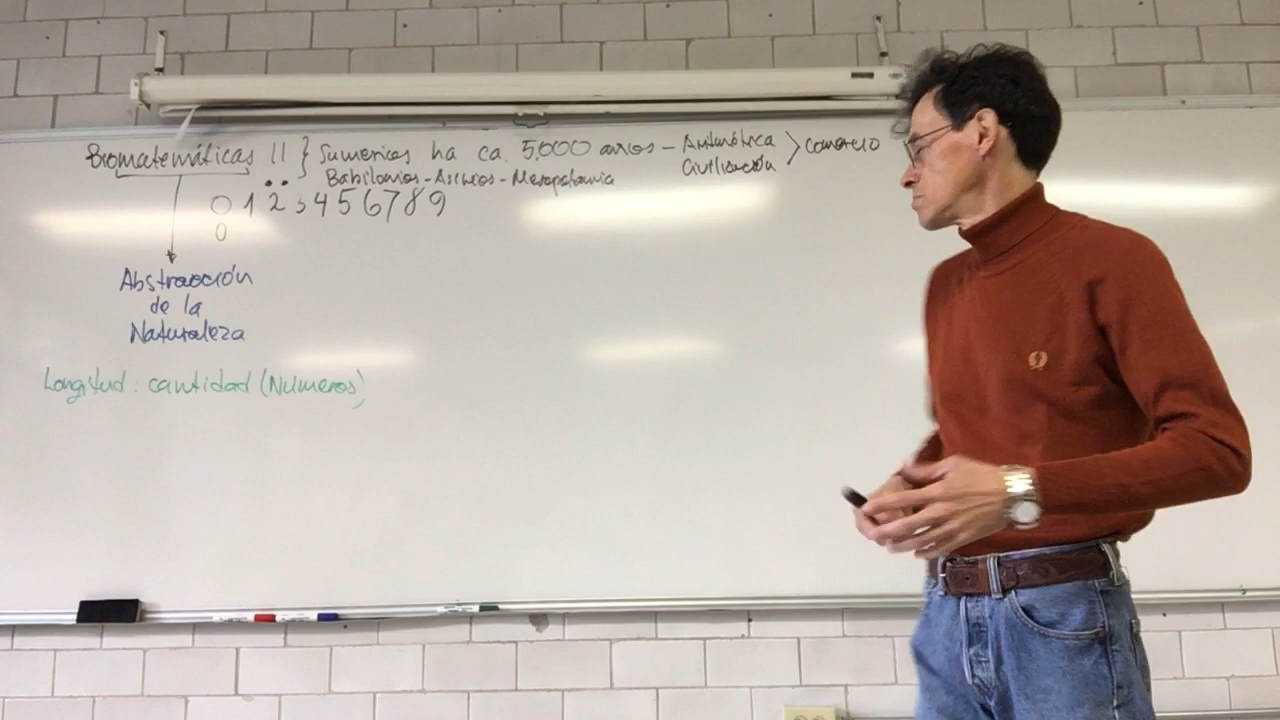 Biomatemáticas !! } Sumerios ha ca. 5,000 años - Aritmética > comercio
Babilonios - Asirios - Mesopotamia Civilización
0 1 2 3 4 5 6 7 8 9
0
Abstracción
de la
Naturaleza
Longitud: cantidad (Números)